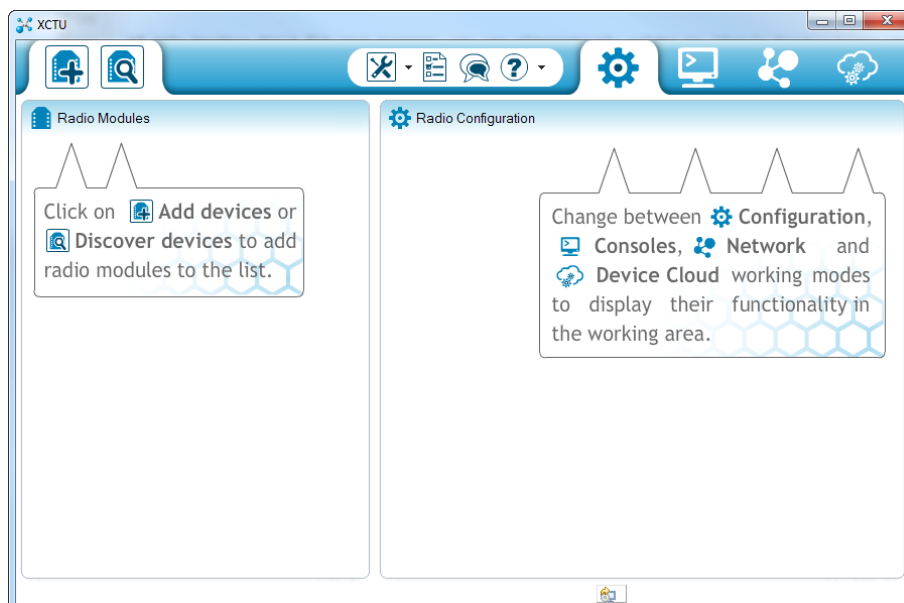 XCTU
Radio Modules
Radio Configuration
Click on Add devices or
Discover devices to add
radio modules to the list.
Change between Configuration,
Consoles, Network and
Device Cloud working modes
to display their functionality in
the working area.